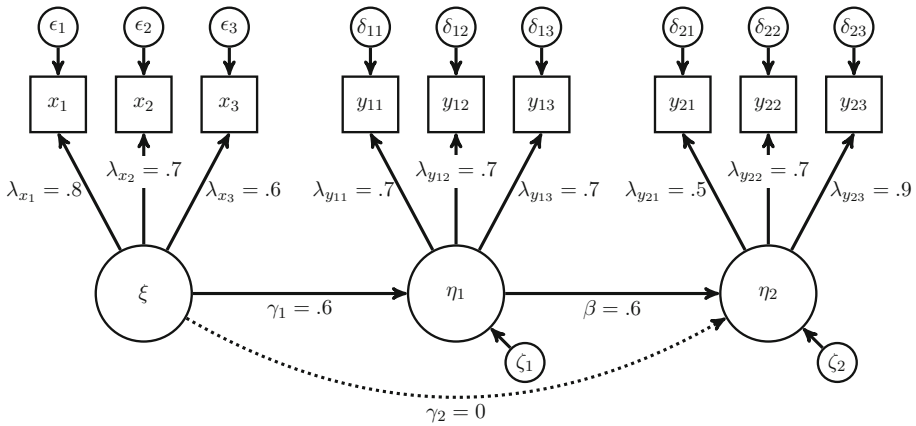 ϵ₁ ϵ₂ ϵ₃ δ₁₁ δ₁₂ δ₁₃ δ₂₁ δ₂₂ δ₂₃
x₁ x₂ x₃ y₁₁ y₁₂ y₁₃ y₂₁ y₂₂ y₂₃
λₓ₂ = .7 λy₁₂ = .7 λy₂₂ = .7
λₓ₁ = .8 λₓ₃ = .6 λy₁₁ = .7 λy₁₃ = .7 λy₂₁ = .5 λy₂₃ = .9
ξ η₁ η₂
γ₁ = .6 β = .6
ζ₁ ζ₂
γ₂ = 0